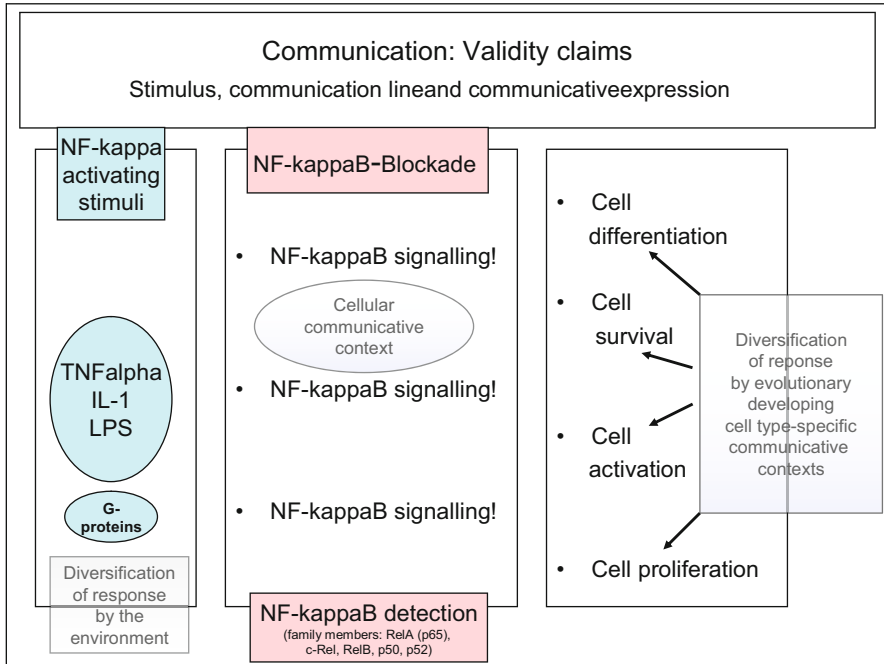 Communication: Validity claims
Stimulus, communication lineand communicativeexpression
NF-kappa
activating
stimuli
TNFalpha
IL-1
LPS
G-
proteins
Diversification
of response
by the
environment
NF-kappaB-Blockade
• NF-kappaB signalling!
Cellular
communicative
context
• NF-kappaB signalling!
• NF-kappaB signalling!
NF-kappaB detection
(family members: RelA (p65),
c-Rel, RelB, p50, p52)
• Cell
differentiation
• Cell
survival
• Cell
activation
• Cell proliferation
Diversification
of reponse
by evolutionary
developing
cell type-specific
communicative
contexts